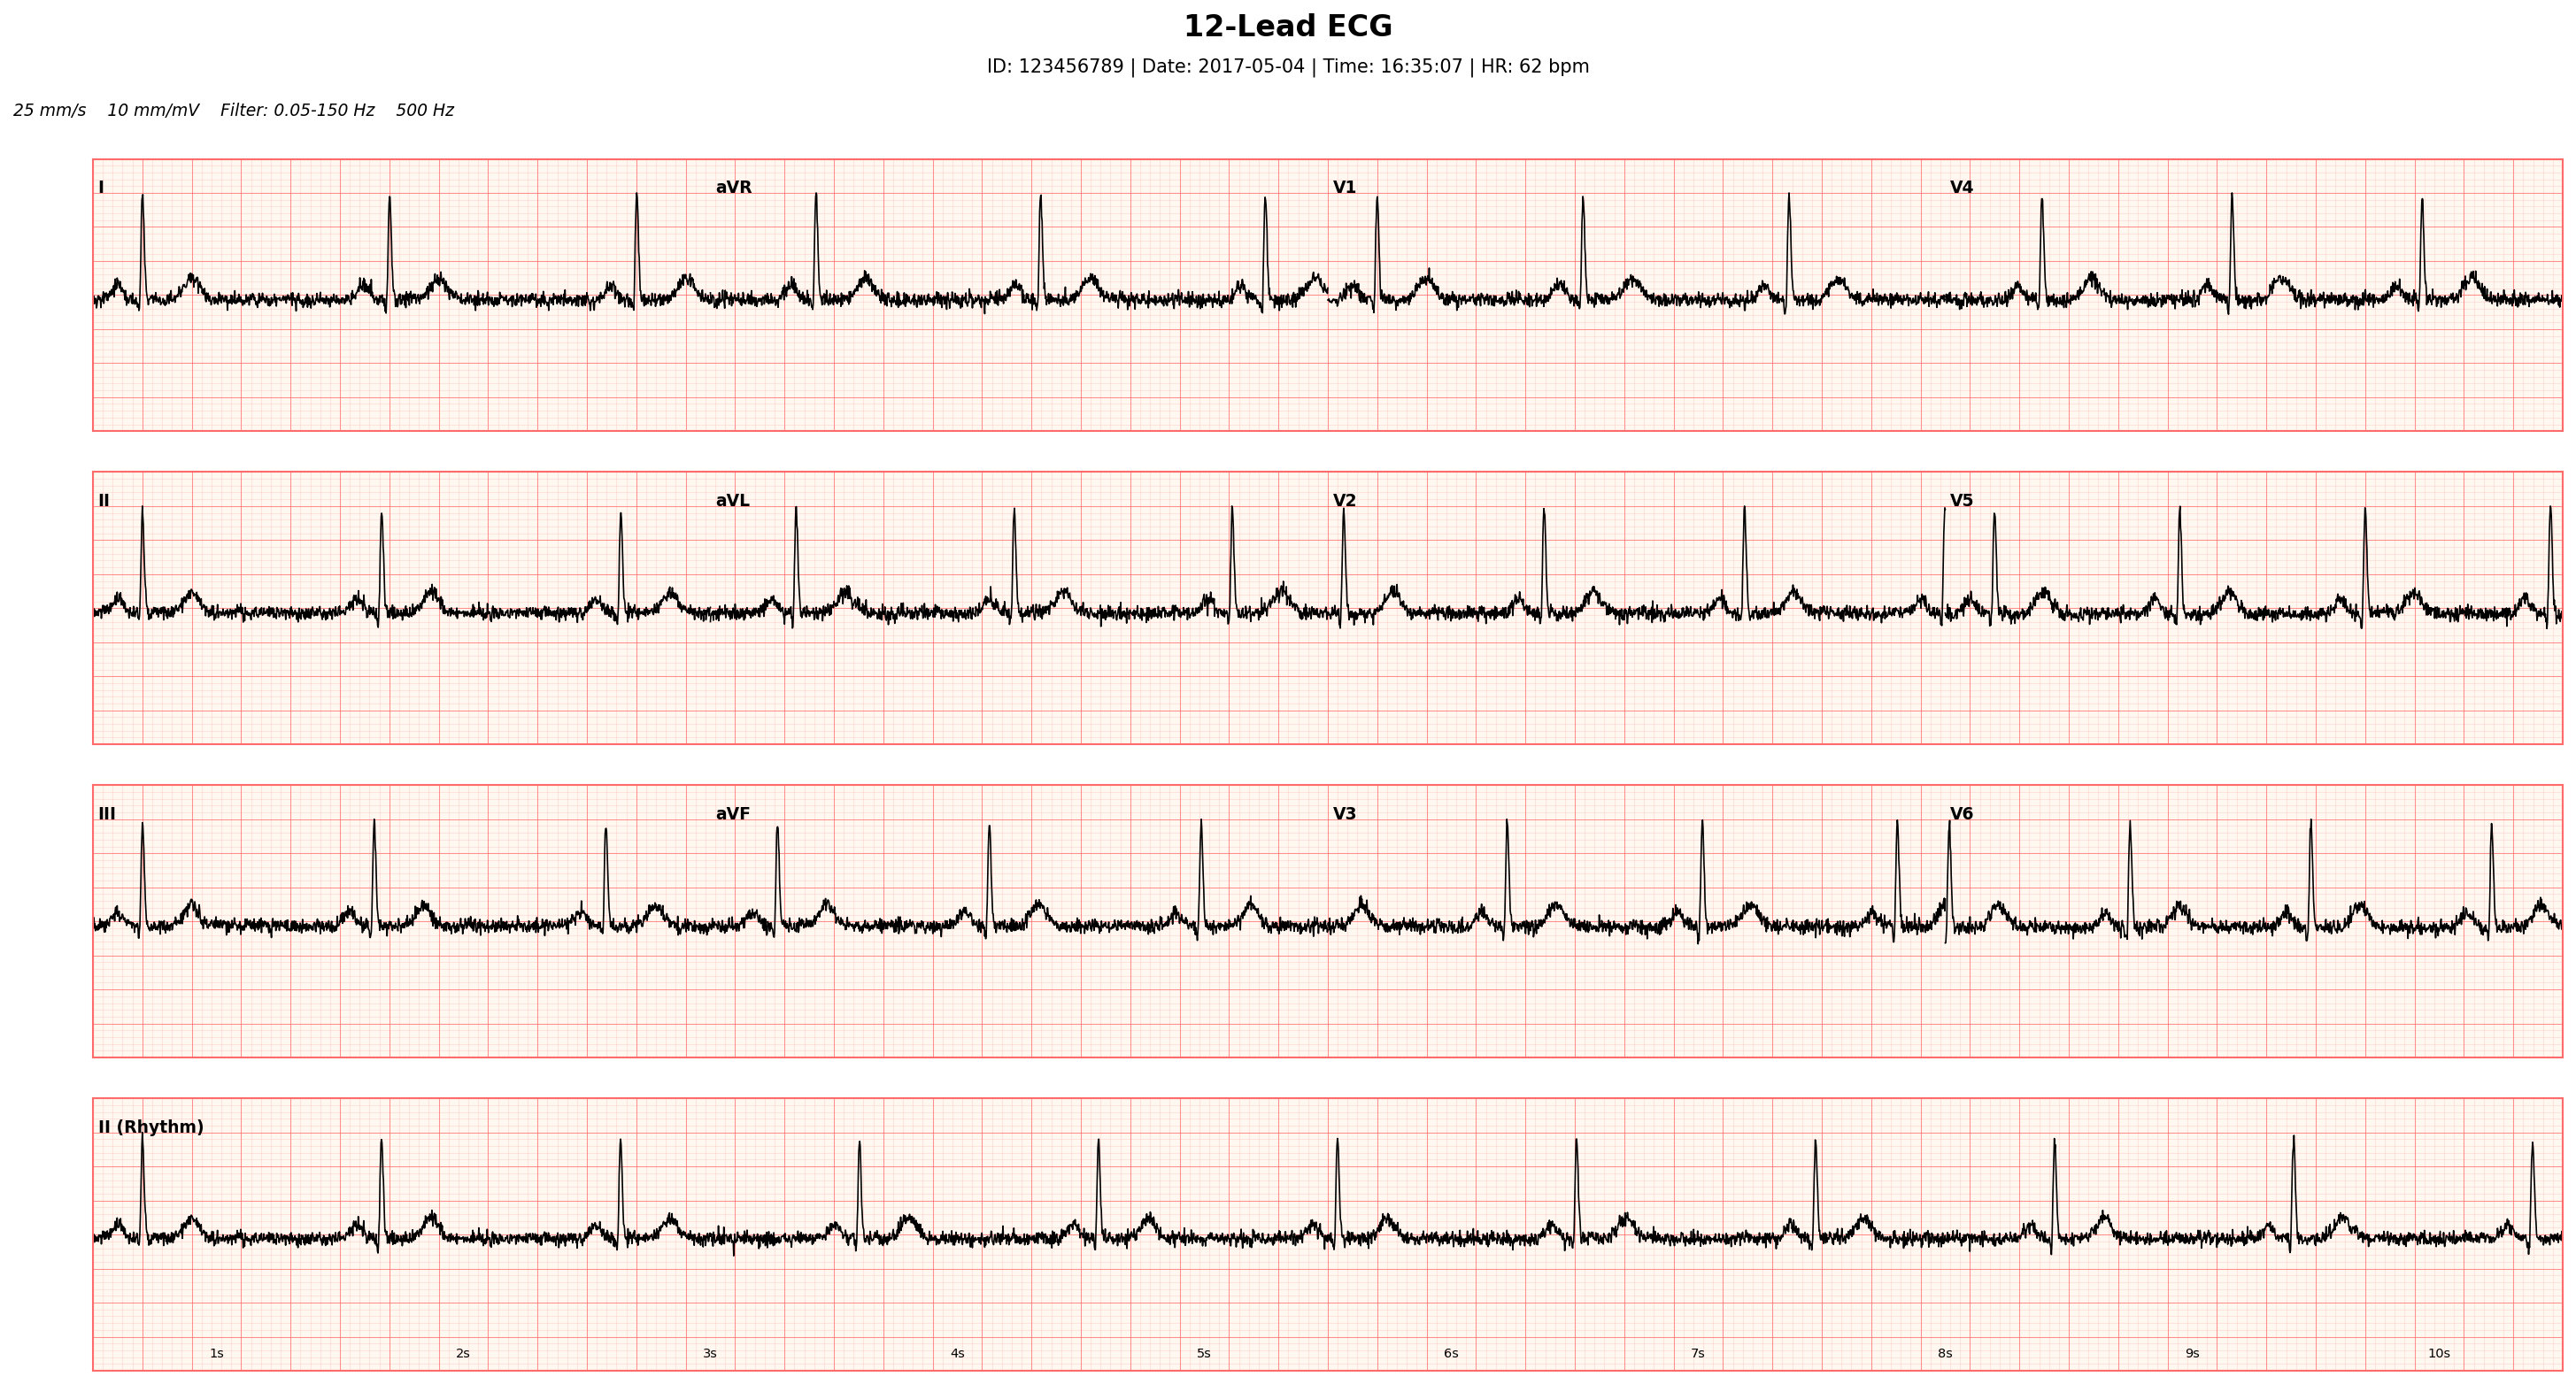 12-Lead ECG
ID: 123456789 | Date: 2017-05-04 | Time: 16:35:07 | HR: 62 bpm
25 mm/s    10 mm/mV    Filter: 0.05-150 Hz    500 Hz
I    aVR    V1    V4
II    aVL    V2    V5
III    aVF    V3    V6
II (Rhythm)
1s    2s    3s    4s    5s    6s    7s    8s    9s    10s